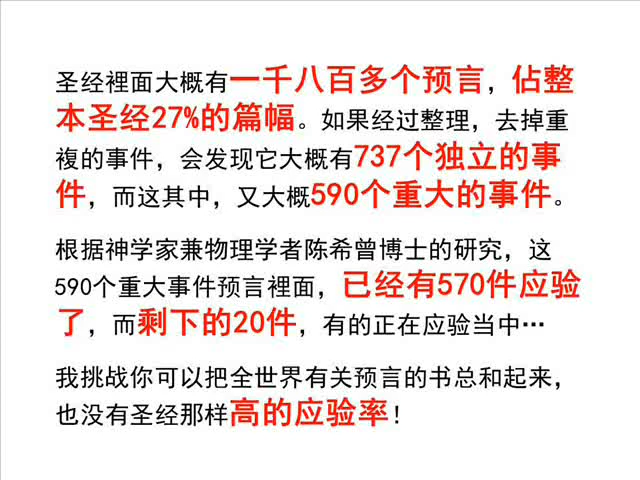 圣经裡面大概有一千八百多个预言，佔整
本圣经27%的篇幅。如果经过整理，去掉重
複的事件，会发现它大概有737个独立的事
件，而这其中，又大概590个重大的事件。
根据神学家兼物理学者陈希曾博士的研究，这
590个重大事件预言裡面，已经有570件应验
了，而剩下的20件，有的正在应验当中…
我挑战你可以把全世界有关预言的书总和起来，
也没有圣经那样高的应验率！